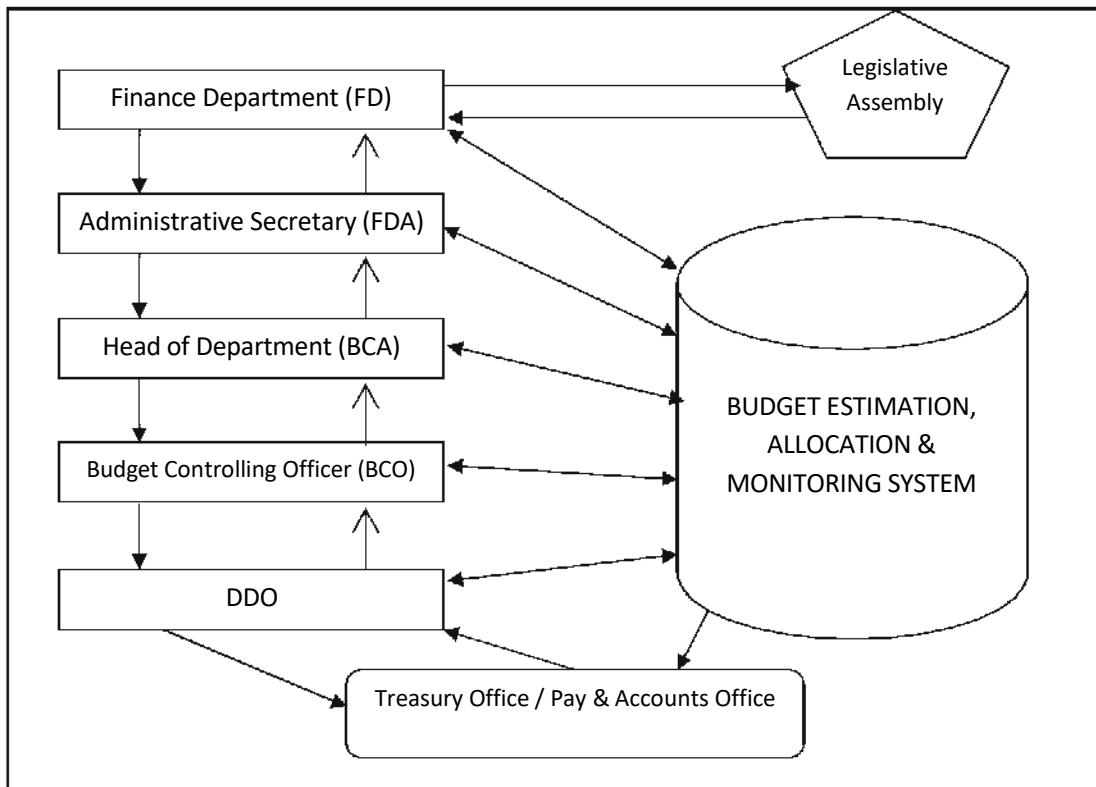 Finance Department (FD)
Legislative
Assembly
Administrative Secretary (FDA)
Head of Department (BCA)
Budget Controlling Officer (BCO)
DDO
BUDGET ESTIMATION,
ALLOCATION &
MONITORING SYSTEM
Treasury Office / Pay & Accounts Office